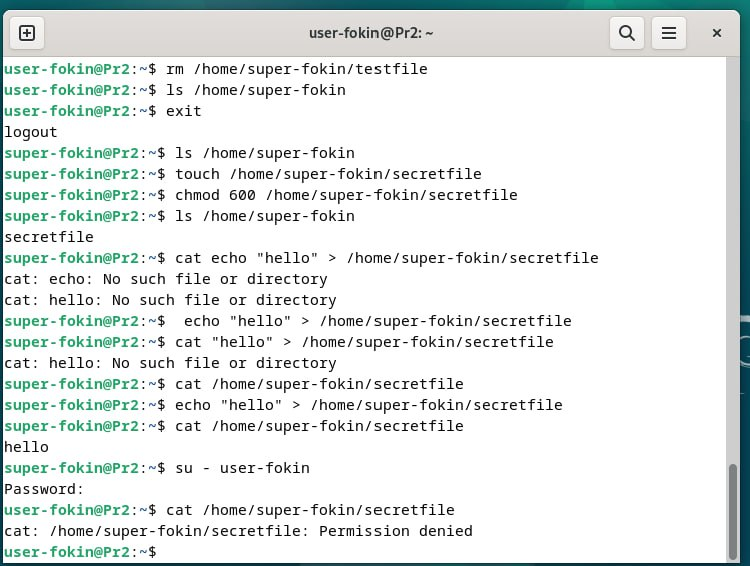 user-fokin@Pr2: ~
user-fokin@Pr2:~$ rm /home/super-fokin/testfile
user-fokin@Pr2:~$ ls /home/super-fokin
user-fokin@Pr2:~$ exit
logout
super-fokin@Pr2:~$ ls /home/super-fokin
super-fokin@Pr2:~$ touch /home/super-fokin/secretfile
super-fokin@Pr2:~$ chmod 600 /home/super-fokin/secretfile
super-fokin@Pr2:~$ ls /home/super-fokin
secretfile
super-fokin@Pr2:~$ cat echo "hello" > /home/super-fokin/secretfile
cat: echo: No such file or directory
cat: hello: No such file or directory
super-fokin@Pr2:~$  echo "hello" > /home/super-fokin/secretfile
super-fokin@Pr2:~$ cat "hello" > /home/super-fokin/secretfile
cat: hello: No such file or directory
super-fokin@Pr2:~$ cat /home/super-fokin/secretfile
super-fokin@Pr2:~$ echo "hello" > /home/super-fokin/secretfile
super-fokin@Pr2:~$ cat /home/super-fokin/secretfile
hello
super-fokin@Pr2:~$ su - user-fokin
Password:
user-fokin@Pr2:~$ cat /home/super-fokin/secretfile
cat: /home/super-fokin/secretfile: Permission denied
user-fokin@Pr2:~$